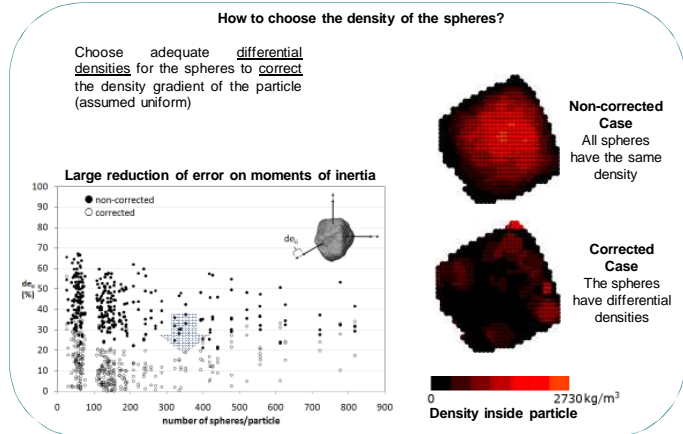 How to choose the density of the spheres?
Choose adequate differential
densities for the spheres to correct
the density gradient of the particle
(assumed uniform)
Non-corrected
Case
All spheres
have the same
density
Large reduction of error on moments of inertia
100
90
80
70
60
50
40
30
20
10
0
de_ii
(%)
non-corrected
corrected
de_ii
0 100 200 300 400 500 600 700 800 900
number of spheres/particle
Corrected
Case
The spheres
have differential
densities
0 2730 kg/m³
Density inside particle